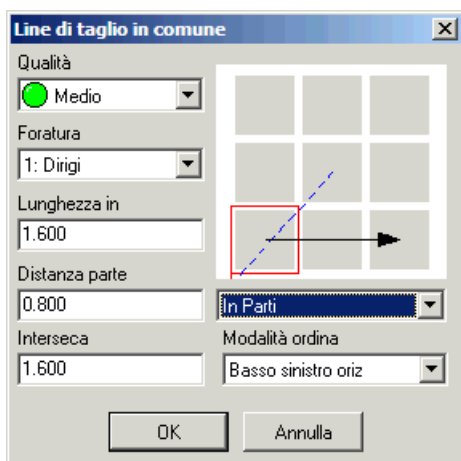 Line di taglio in comune
Qualità
Medio
Foratura
1: Dirigi
Lunghezza in
1.600
Distanza parte
0.800
In Parti
Interseca
Modalità ordina
1.600
Basso sinistro oriz
OK
Annulla